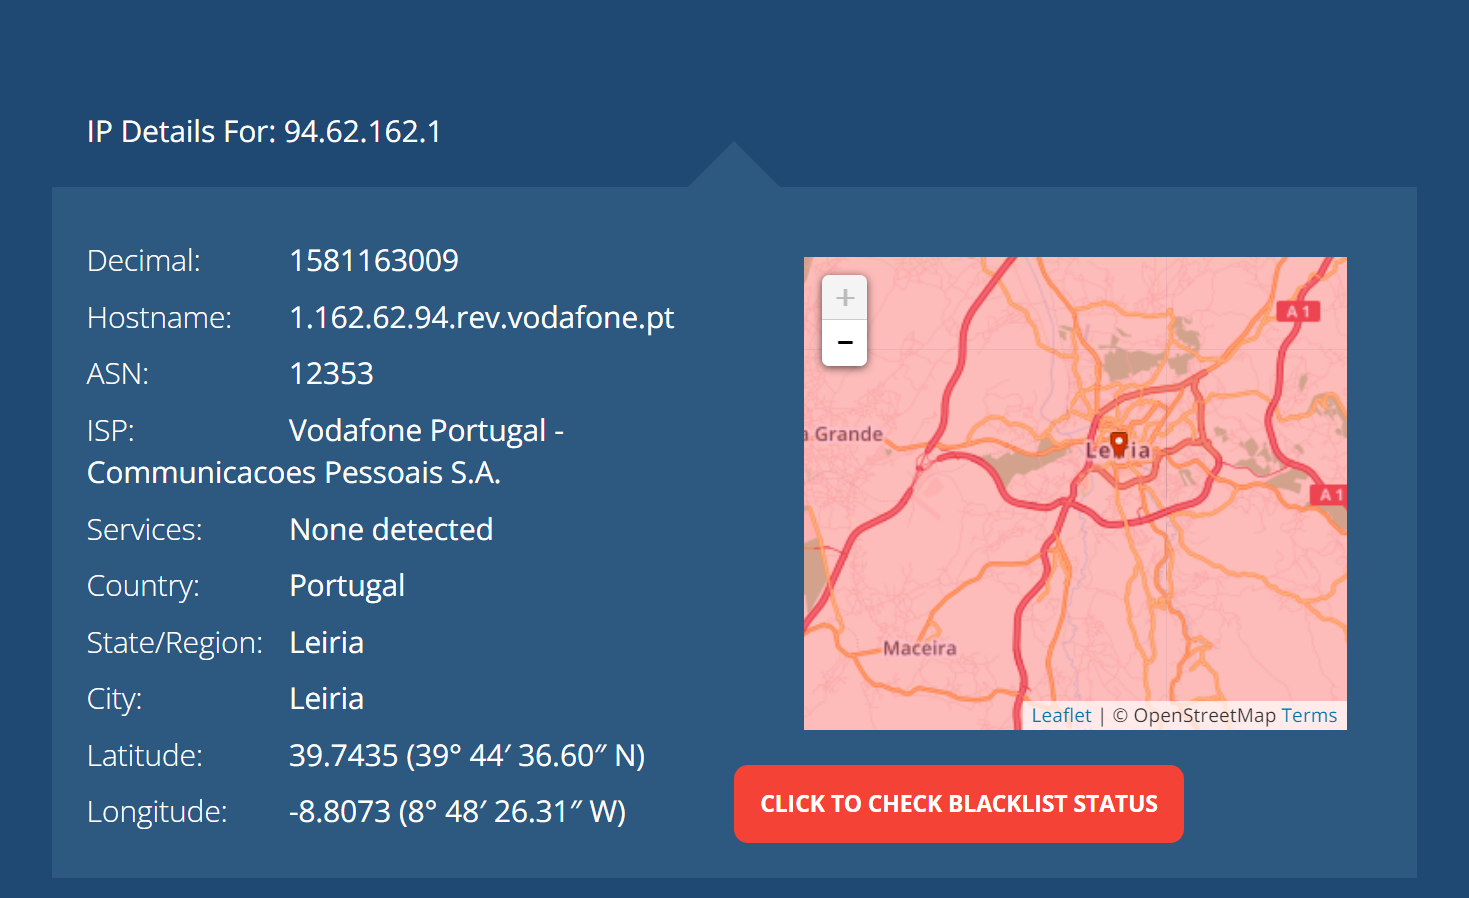 IP Details For: 94.62.162.1
Decimal: 1581163009
Hostname: 1.162.62.94.rev.vodafone.pt
ASN: 12353
ISP: Vodafone Portugal -
Communicacoes Pessoais S.A.
Services: None detected
Country: Portugal
State/Region: Leiria
City: Leiria
Latitude: 39.7435 (39° 44′ 36.60″ N)
Longitude: -8.8073 (8° 48′ 26.31″ W)
+
−
A 1
a Grande
Leiria
A 1
Maceira
Leaflet | © OpenStreetMap Terms
CLICK TO CHECK BLACKLIST STATUS